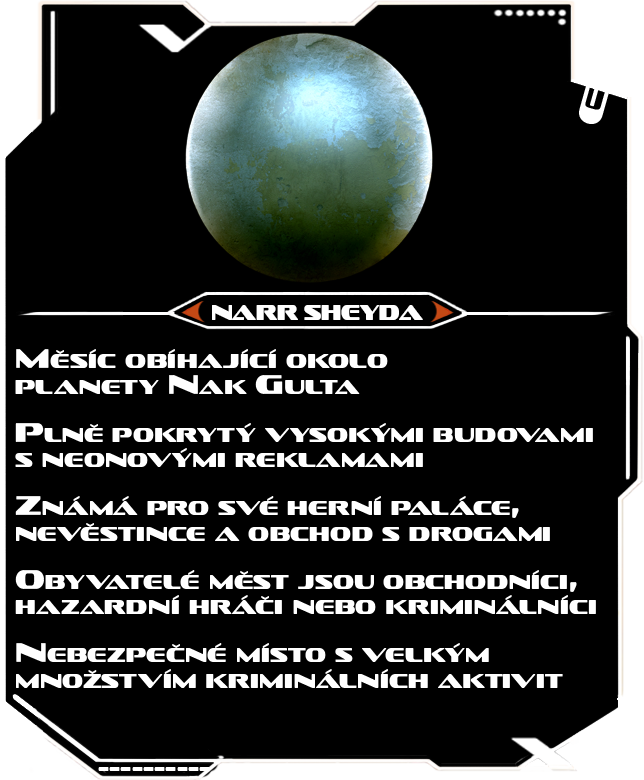 NARR SHEYDA
Měsíc obíhající okolo
planety Nak Gulta
Plně pokrytý vysokými budovami
s neonovými reklamami
Známá pro své herní paláce,
nevěstince a obchod s drogami
Obyvatelé měst jsou obchodníci,
hazardní hráči nebo kriminálníci
Nebezpečné místo s velkým
množstvím kriminálních aktivit